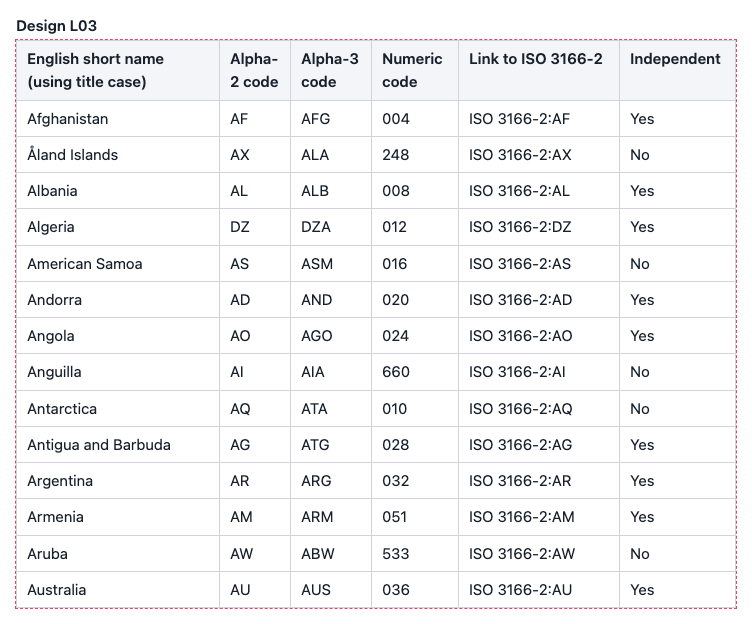 Design L03
English short name (using title case) Alpha-2 code Alpha-3 code Numeric code Link to ISO 3166-2 Independent
Afghanistan AF AFG 004 ISO 3166-2:AF Yes
Åland Islands AX ALA 248 ISO 3166-2:AX No
Albania AL ALB 008 ISO 3166-2:AL Yes
Algeria DZ DZA 012 ISO 3166-2:DZ Yes
American Samoa AS ASM 016 ISO 3166-2:AS No
Andorra AD AND 020 ISO 3166-2:AD Yes
Angola AO AGO 024 ISO 3166-2:AO Yes
Anguilla AI AIA 660 ISO 3166-2:AI No
Antarctica AQ ATA 010 ISO 3166-2:AQ No
Antigua and Barbuda AG ATG 028 ISO 3166-2:AG Yes
Argentina AR ARG 032 ISO 3166-2:AR Yes
Armenia AM ARM 051 ISO 3166-2:AM Yes
Aruba AW ABW 533 ISO 3166-2:AW No
Australia AU AUS 036 ISO 3166-2:AU Yes